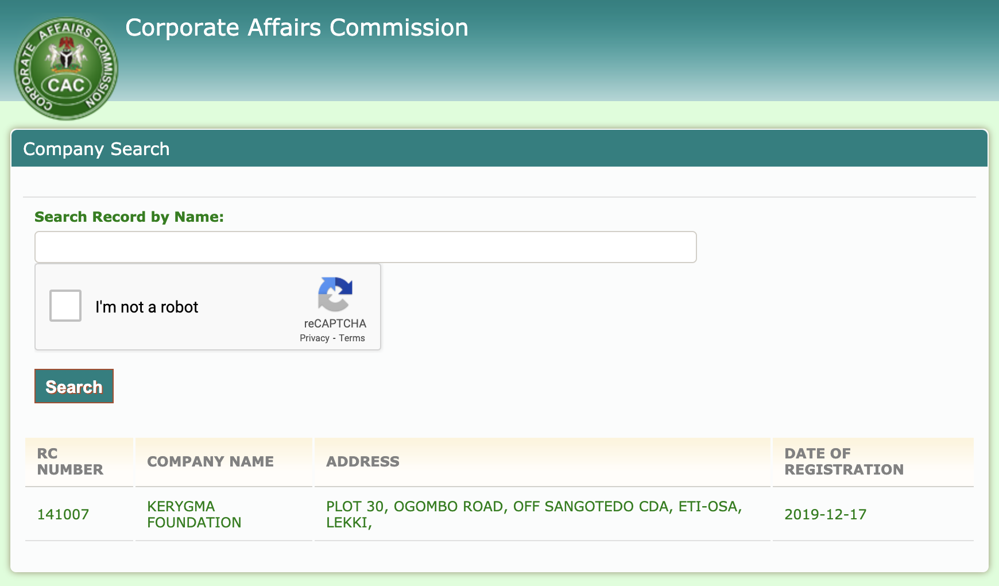 CORPORATE AFFAIRS COMMISSION
CAC
Corporate Affairs Commission
Company Search
Search Record by Name:
I'm not a robot
reCAPTCHA
Privacy - Terms
Search
RC
NUMBER
COMPANY NAME
ADDRESS
DATE OF
REGISTRATION
141007
KERYGMA
FOUNDATION
PLOT 30, OGOMBO ROAD, OFF SANGOTEDO CDA, ETI-OSA,
LEKKI,
2019-12-17